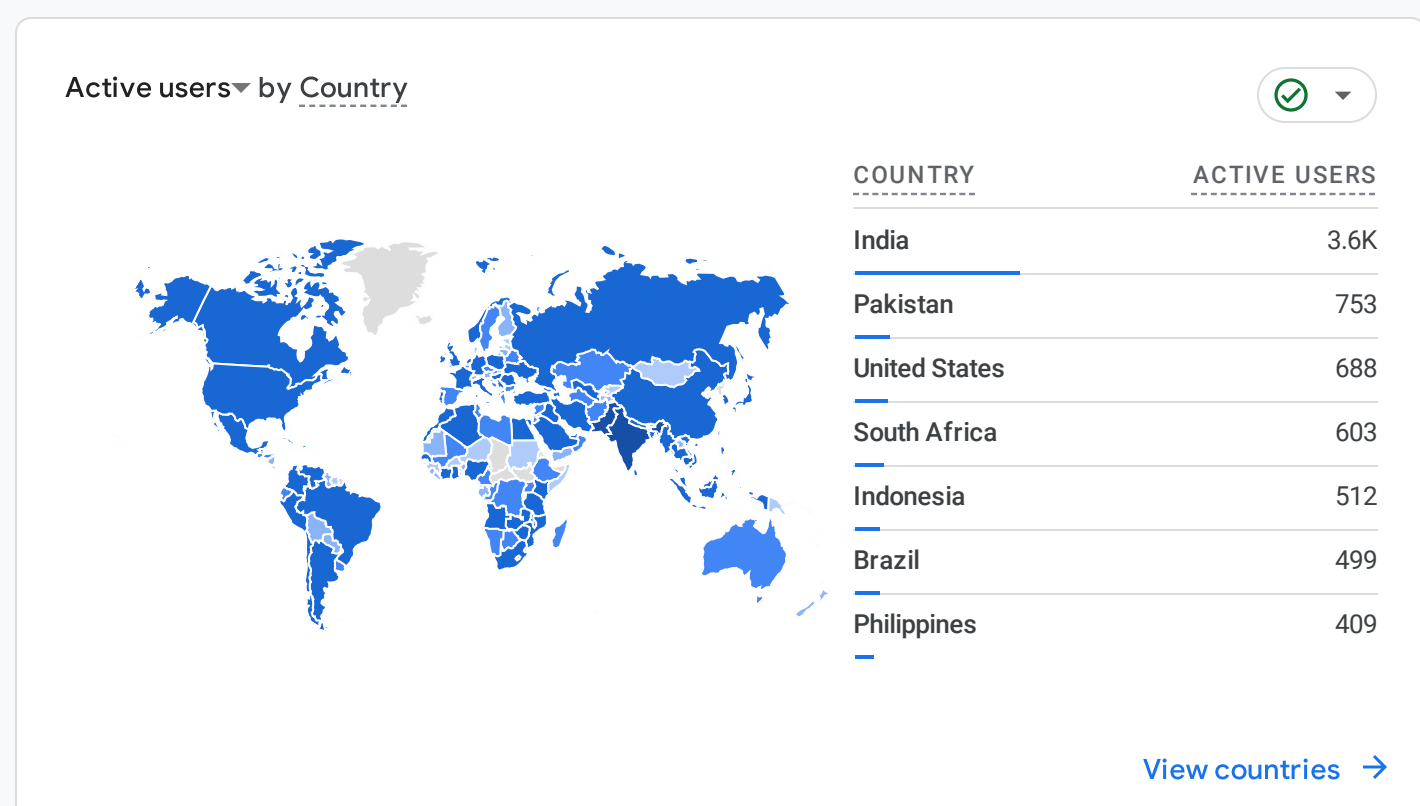 Active users by Country
COUNTRY ACTIVE USERS
India 3.6K
Pakistan 753
United States 688
South Africa 603
Indonesia 512
Brazil 499
Philippines 409
View countries